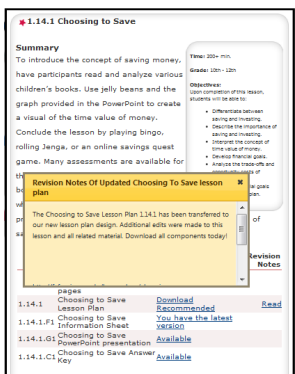 1.14.1 Choosing to Save
Summary
To introduce the concept of saving money,
have participants read and analyze various
children's books. Use jelly beans and the
graph provided in the PowerPoint to create
a visual of the time value of money.
Conclude the lesson by playing bingo,
rolling Jenga, or an online savings quest
game. Many assessments are available for
Time: 200+ min.
Grade: 10th - 12th
Objectives:
Upon completion of this lesson,
students will be able to:
• Differentiate between
saving and investing.
• Describe the importance of
saving and investing.
• Interpret the concept of
time value of money.
• Develop financial goals.
• Analyze the trade-offs and
opportunity costs of
Revision Notes Of Updated Choosing To Save lesson
plan
The Choosing to Save Lesson Plan 1.14.1 has been transferred to
our new lesson plan design. Additional edits were made to this
lesson and all related material. Download all components today!
of
Revision
Notes
pages
1.14.1 Choosing to Save Lesson Plan Download Recommended Read
1.14.1.F1 Choosing to Save Information Sheet You have the latest version
1.14.1.G1 Choosing to Save PowerPoint presentation Available
1.14.1.C1 Choosing to Save Answer Key Available